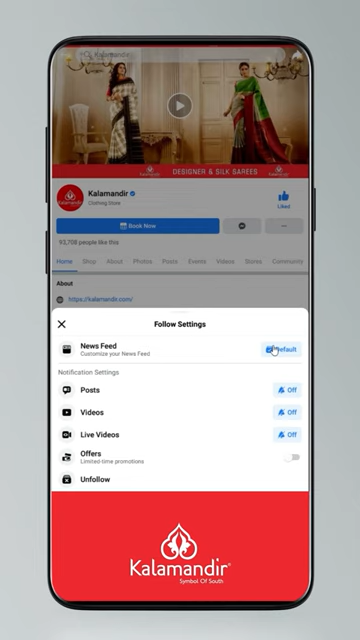 Kalamandir
DESIGNER & SILK SAREES
Kalamandir
Clothing Store
Liked
Book Now
93,708 people like this
Home Shop About Photos Posts Events Videos Stores Community
About
https://kalamandir.com/
Follow Settings
News Feed
Customize your News Feed
Default
Notification Settings
Posts
Off
Videos
Off
Live Videos
Off
Offers
Limited-time promotions
Unfollow
Kalamandir
Symbol Of South